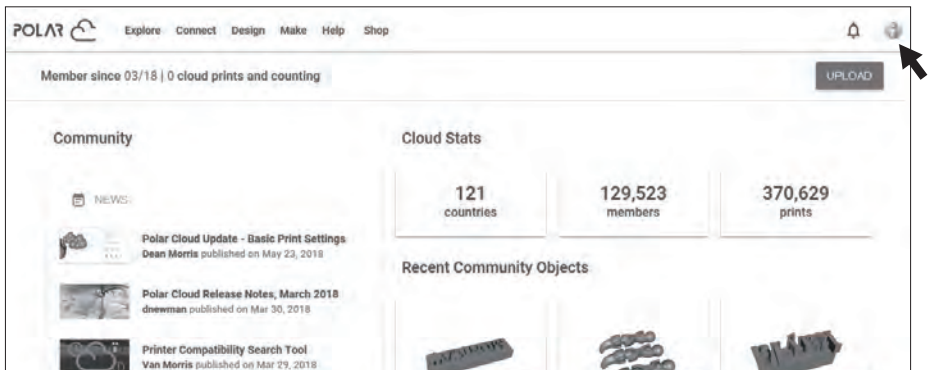 POLAR Explore Connect Design Make Help Shop
Member since 03/18 | 0 cloud prints and counting
UPLOAD
Community
NEWS
Polar Cloud Update - Basic Print Settings
Dean Morris published on May 23, 2018
Polar Cloud Release Notes, March 2018
dnewman published on Mar 30, 2018
Printer Compatibility Search Tool
Van Morris published on Mar 29, 2018
Cloud Stats
121
countries
129,523
members
370,629
prints
Recent Community Objects